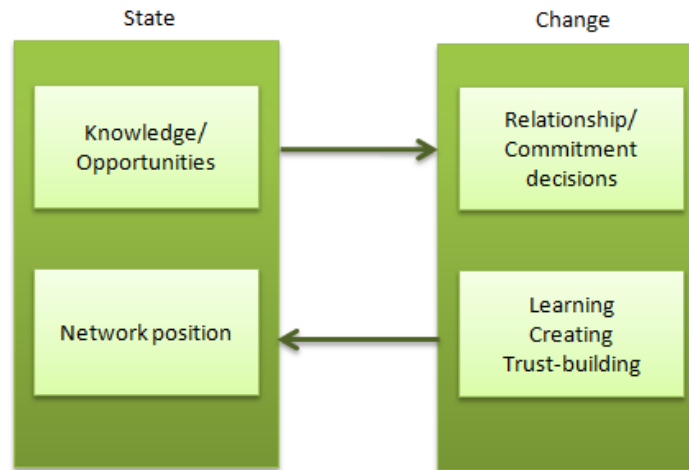 State
Change
Knowledge/
Opportunities
Relationship/
Commitment
decisions
Network position
Learning
Creating
Trust-building